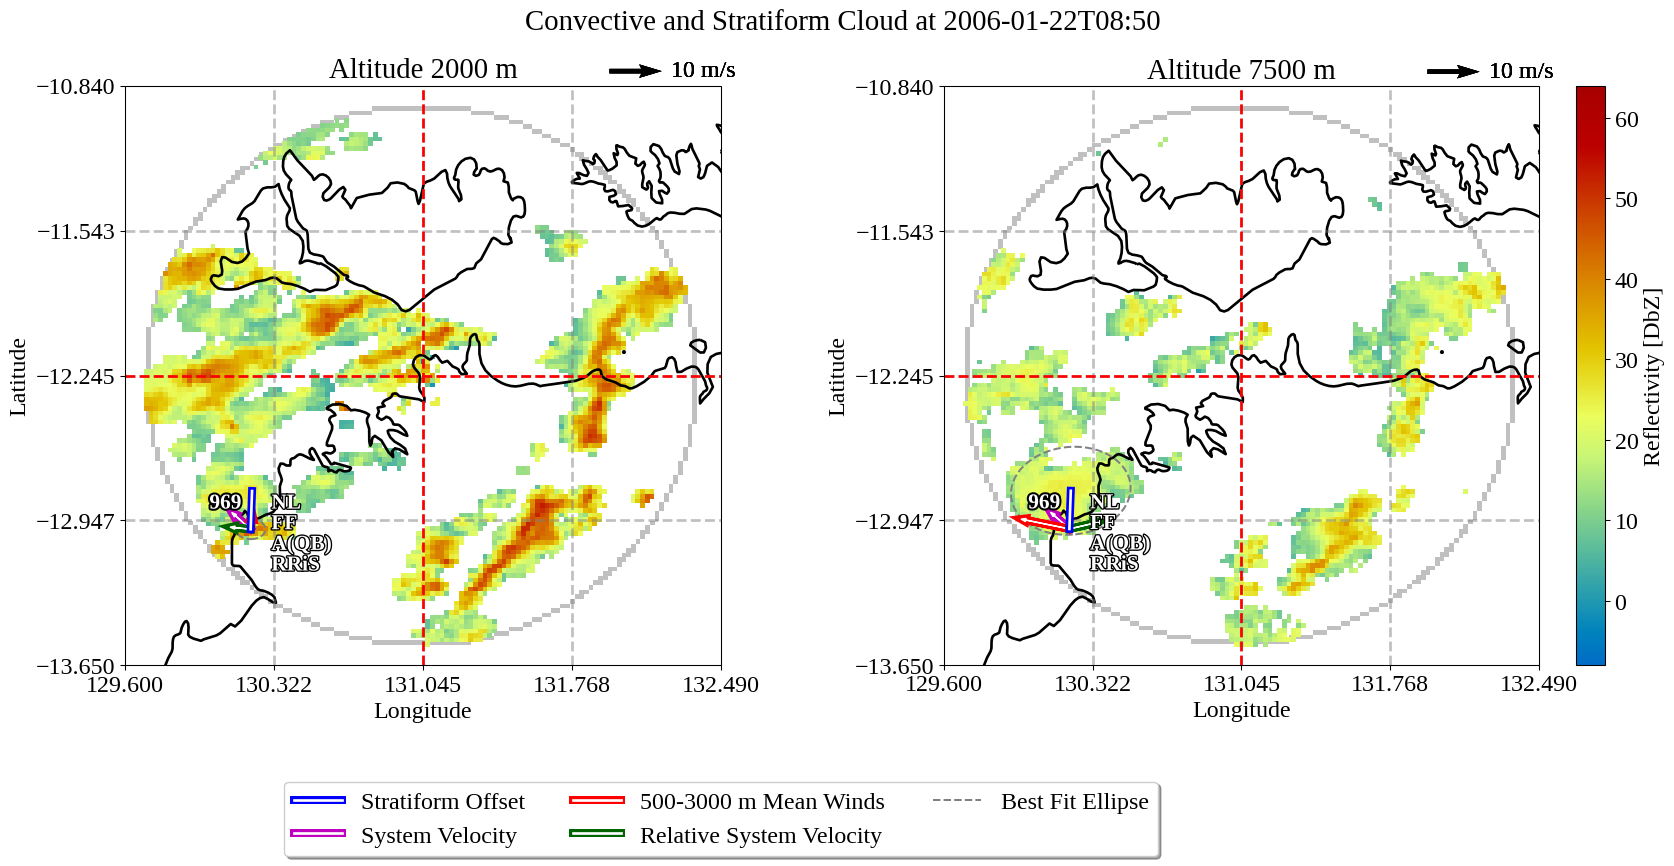 Convective and Stratiform Cloud at 2006-01-22T08:50
Altitude 2000 m
10 m/s
−10.840
−11.543
−12.245
−12.947
−13.650
Latitude
129.600
130.322
131.045
131.768
132.490
Longitude
969
NL
FF
A(QB)
RRiS
Altitude 7500 m
10 m/s
−10.840
−11.543
−12.245
−12.947
−13.650
Latitude
129.600
130.322
131.045
131.768
132.490
Longitude
969
NL
FF
A(QB)
RRiS
60
50
40
30
20
10
0
Reflectivity [DbZ]
Stratiform Offset
System Velocity
500-3000 m Mean Winds
Relative System Velocity
Best Fit Ellipse